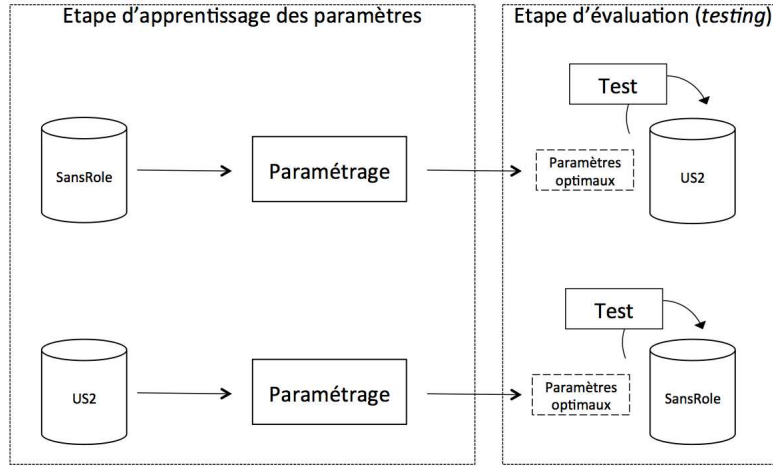 Etape d'apprentissage des paramètres
Etape d'évaluation (testing)
Test
SansRole
Paramétrage
Paramètres
optimaux
US2
Test
US2
Paramétrage
Paramètres
optimaux
SansRole